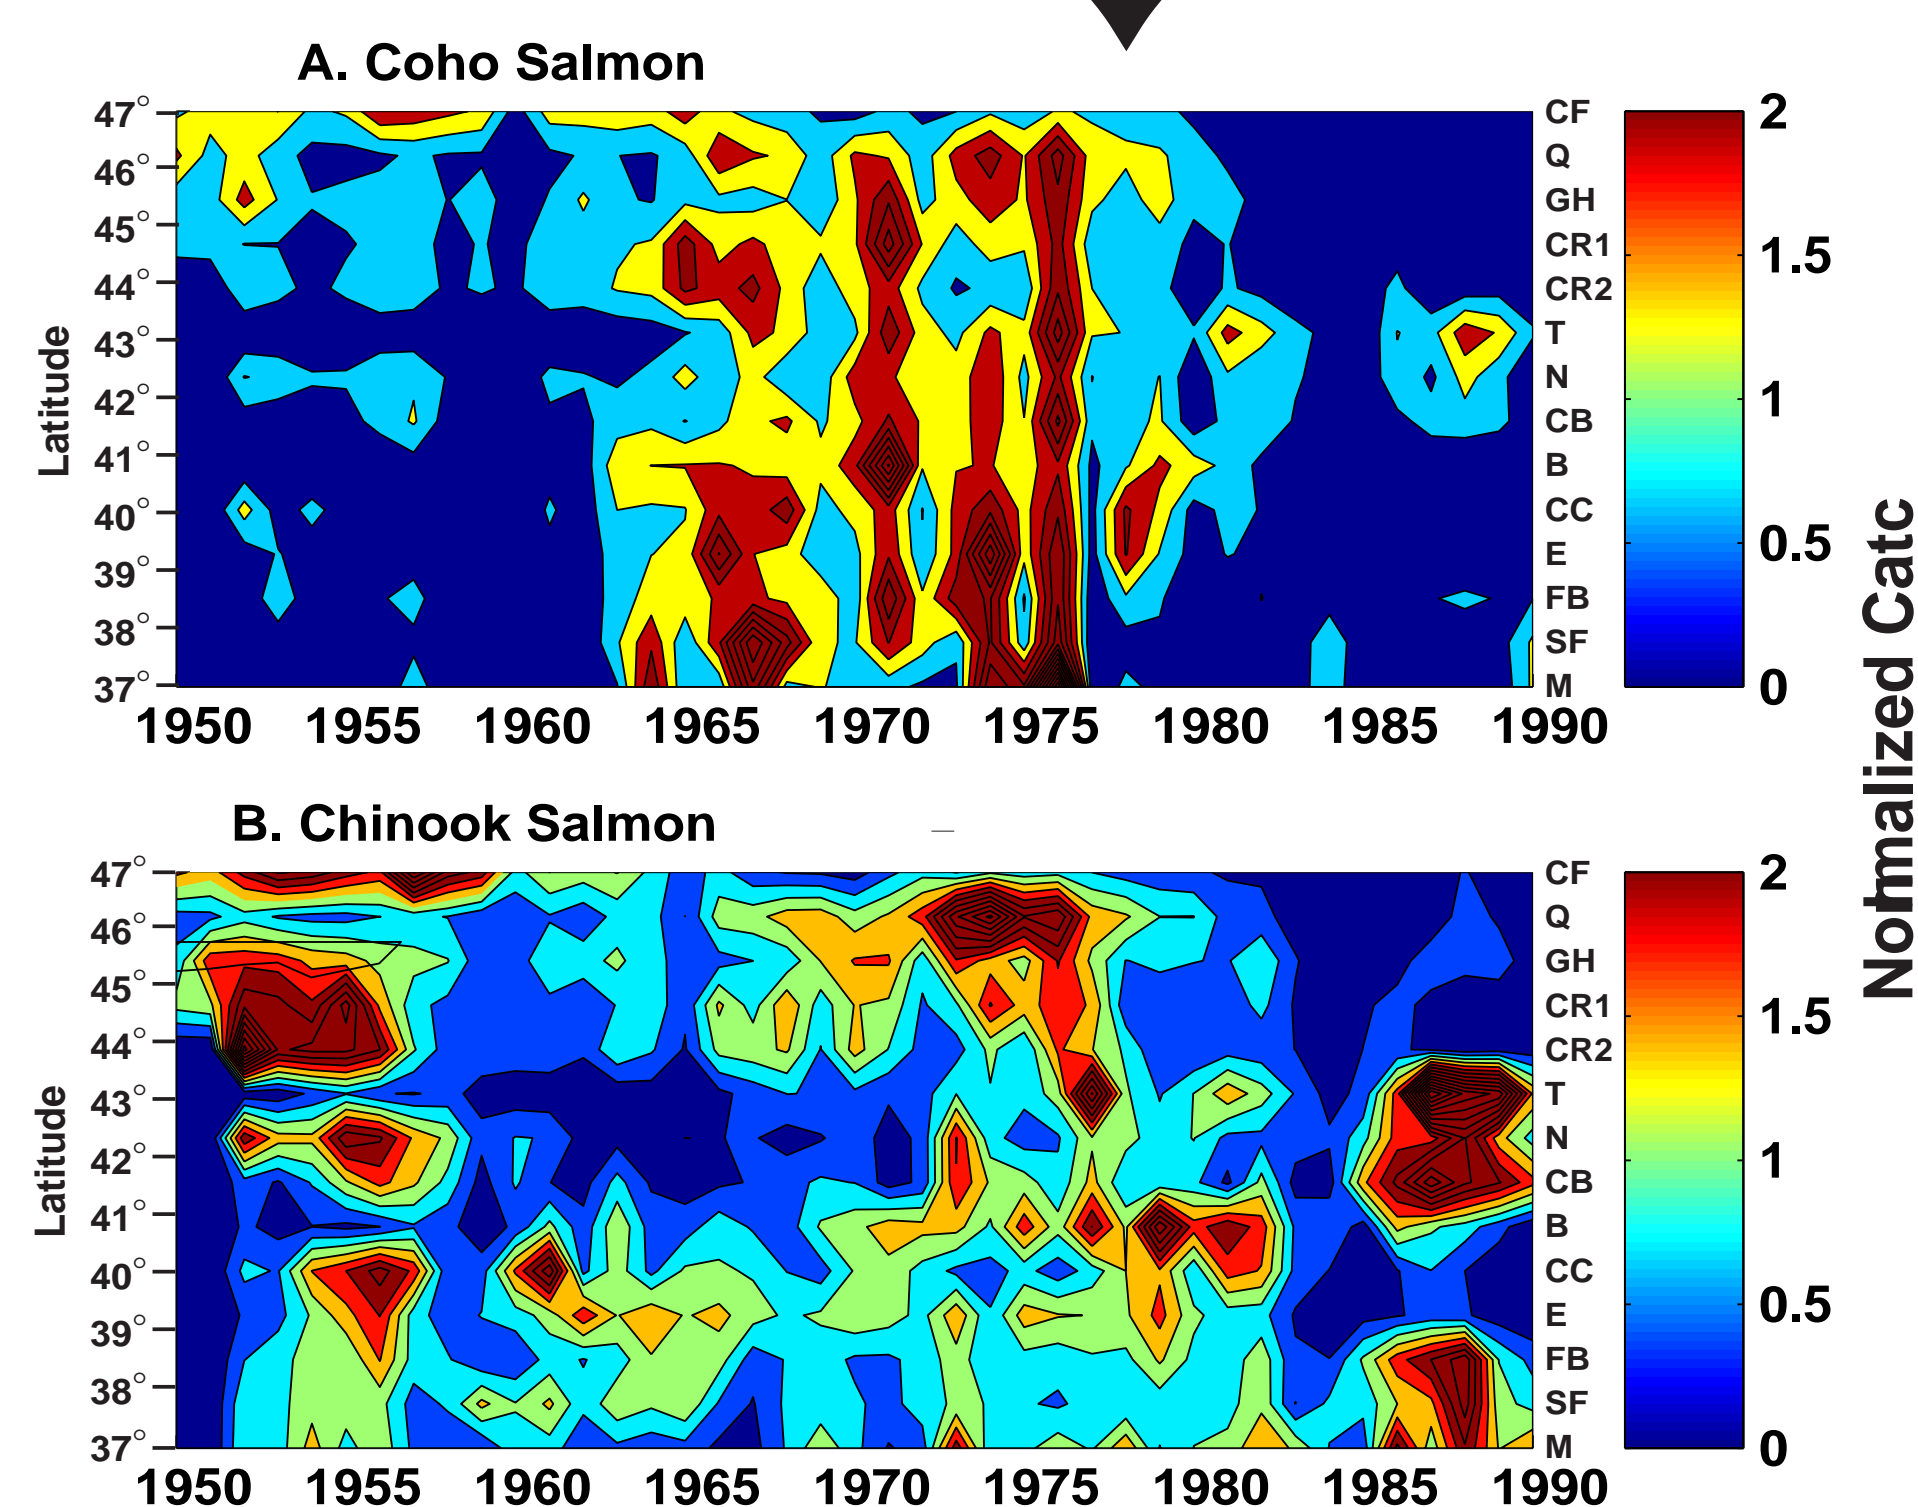 A. Coho Salmon
Latitude
47°
46°
45°
44°
43°
42°
41°
40°
39°
38°
37°
CF
Q
GH
CR1
CR2
T
N
CB
B
CC
E
FB
SF
M
2
1.5
1
0.5
0
1950 1955 1960 1965 1970 1975 1980 1985 1990
Normalized Catc
B. Chinook Salmon
Latitude
47°
46°
45°
44°
43°
42°
41°
40°
39°
38°
37°
CF
Q
GH
CR1
CR2
T
N
CB
B
CC
E
FB
SF
M
2
1.5
1
0.5
0
1950 1955 1960 1965 1970 1975 1980 1985 1990